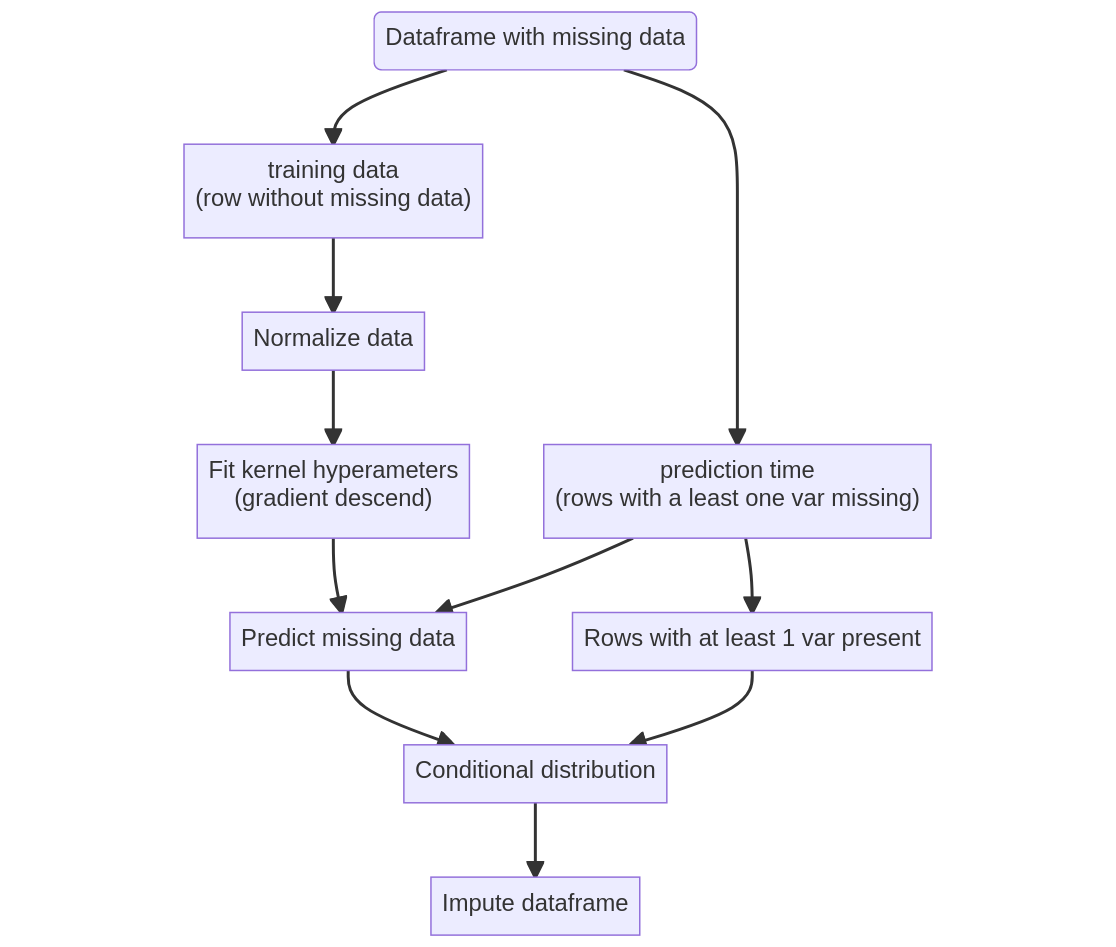 Dataframe with missing data
training data
(row without missing data)
Normalize data
Fit kernel hyperameters
(gradient descend)
prediction time
(rows with a least one var missing)
Predict missing data
Rows with at least 1 var present
Conditional distribution
Impute dataframe